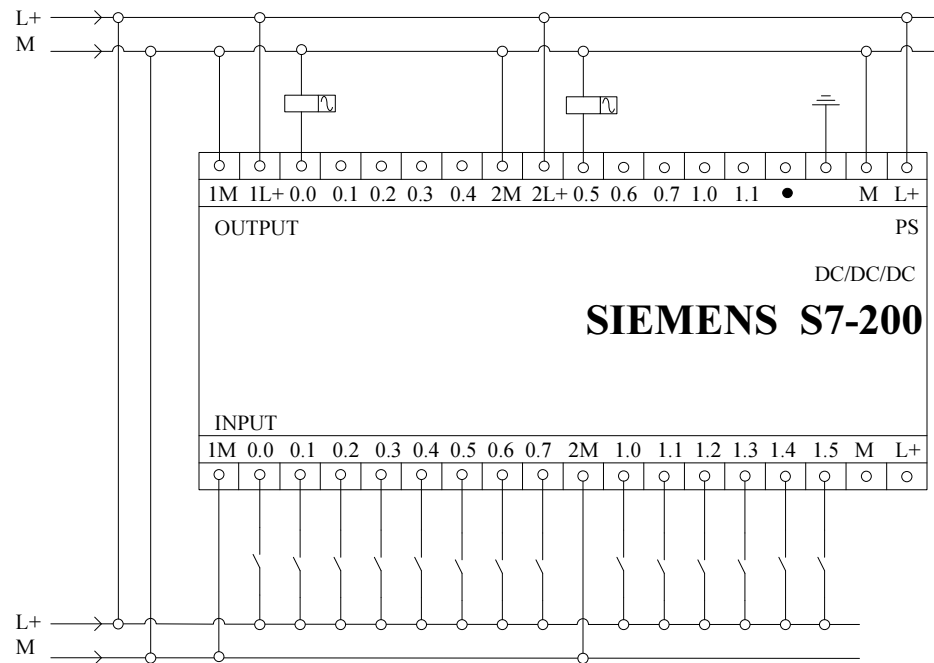 L+
M
1M 1L+ 0.0 0.1 0.2 0.3 0.4 2M 2L+ 0.5 0.6 0.7 1.0 1.1 • M L+
OUTPUT PS
DC/DC/DC
SIEMENS S7-200
INPUT
1M 0.0 0.1 0.2 0.3 0.4 0.5 0.6 0.7 2M 1.0 1.1 1.2 1.3 1.4 1.5 M L+
L+
M